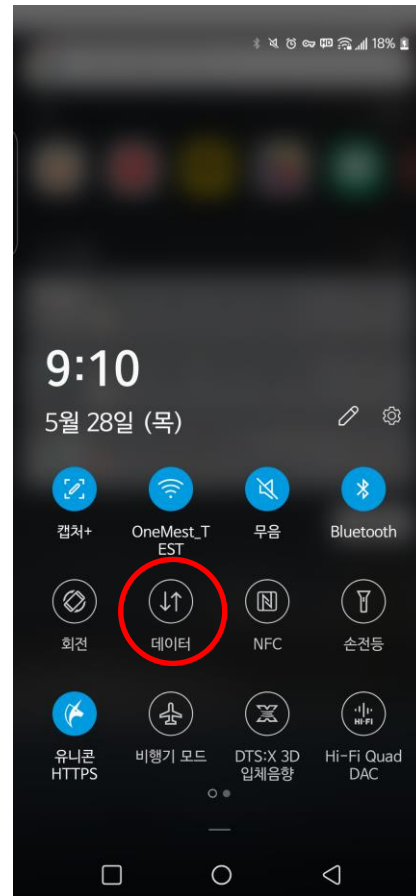 HD 18%
9:10
5월 28일 (목)
캡처+ OneMest_T
EST 무음 Bluetooth
회전 데이터 NFC 손전등
유니콘
HTTPS 비행기 모드 DTS:X 3D
입체음향 Hi-Fi Quad
DAC